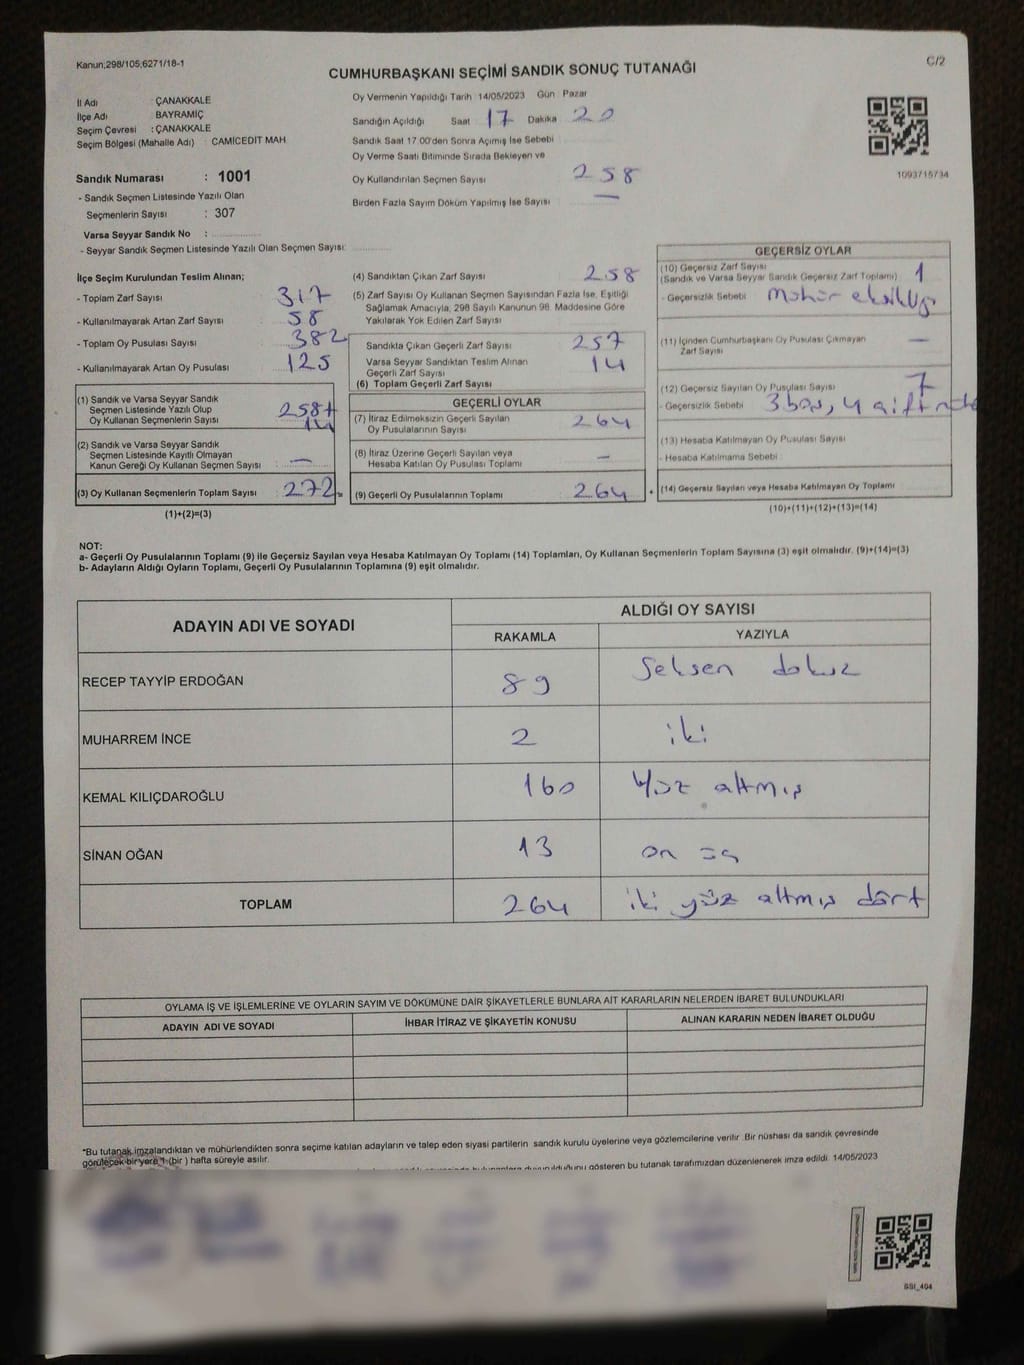 Kanun;298/105;6271/18-1
C/2
CUMHURBAŞKANI SEÇİMİ SANDIK SONUÇ TUTANAĞI
İl Adı : ÇANAKKALE
İlçe Adı BAYRAMİÇ
Seçim Çevresi : ÇANAKKALE
Seçim Bölgesi (Mahalle Adı) : CAMİCEDİT MAH
Sandık Numarası : 1001
- Sandık Seçmen Listesinde Yazılı Olan
Seçmenlerin Sayısı : 307
Varsa Seyyar Sandık No :
- Seyyar Sandık Seçmen Listesinde Yazılı Olan Seçmen Sayısı:
Oy Vermenin Yapıldığı Tarih 14/05/2023 Gün Pazar
Sandığın Açıldığı Saat 17 Dakika 20
Sandık Saat 17.00'den Sonra Açımış İse Sebebi
Oy Verme Saati Bitiminde Sırada Bekleyen ve
Oy Kullandırılan Seçmen Sayısı 258
Birden Fazla Sayım Döküm Yapılmış İse Sayısı —
1093715734
İlçe Seçim Kurulundan Teslim Alınan;
- Toplam Zarf Sayısı 317
- Kullanılmayarak Artan Zarf Sayısı 58
- Toplam Oy Pusulası Sayısı 382
- Kullanılmayarak Artan Oy Pusulası 125
(1) Sandık ve Varsa Seyyar Sandık
Seçmen Listesinde Yazılı Olup
Oy Kullanan Seçmenlerin Sayısı 258+
14
(2) Sandık ve Varsa Seyyar Sandık
Seçmen Listesinde Kayıtlı Olmayan
Kanun Gereği Oy Kullanan Seçmen Sayısı —
(3) Oy Kullanan Seçmenlerin Toplam Sayısı 272
(1)+(2)=(3)
(4) Sandıktan Çıkan Zarf Sayısı 258
(5) Zarf Sayısı Oy Kullanan Seçmen Sayısından Fazla İse, Eşitliği
Sağlamak Amacıyla, 298 Sayılı Kanunun 98. Maddesine Göre
Yakılarak Yok Edilen Zarf Sayısı
Sandıkta Çıkan Geçerli Zarf Sayısı 257
Varsa Seyyar Sandıktan Teslim Alınan
Geçerli Zarf Sayısı 14
(6) Toplam Geçerli Zarf Sayısı
GEÇERLİ OYLAR
(7) İtiraz Edilmeksizin Geçerli Sayılan
Oy Pusulalarının Sayısı 264
(8) İtiraz Üzerine Geçerli Sayılan veya
Hesaba Katılan Oy Pusulası Toplamı —
(9) Geçerli Oy Pusulalarının Toplamı 264 +
GEÇERSİZ OYLAR
(10) Geçersiz Zarf Sayısı
(Sandık ve Varsa Seyyar Sandık Geçersiz Zarf Toplamı) 1
- Geçersizlik Sebebi Mühür eksikliği
(11) İçinden Cumhurbaşkanı Oy Pusulası Çıkmayan
Zarf Sayısı —
(12) Geçersiz Sayılan Oy Pusulası Sayısı 7
- Geçersizlik Sebebi 3 boş, 4
(13) Hesaba Katılmayan Oy Pusulası Sayısı
- Hesaba Katılmama Sebebi
(14) Geçersiz Sayılan veya Hesaba Katılmayan Oy Toplamı
(10)+(11)+(12)+(13)=(14)
NOT:
a- Geçerli Oy Pusulalarının Toplamı (9) ile Geçersiz Sayılan veya Hesaba Katılmayan Oy Toplamı (14) Toplamları, Oy Kullanan Seçmenlerin Toplam Sayısına (3) eşit olmalıdır. (9)+(14)=(3)
b- Adayların Aldığı Oyların Toplamı, Geçerli Oy Pusulalarının Toplamına (9) eşit olmalıdır.
ADAYIN ADI VE SOYADI
ALDIĞI OY SAYISI
RAKAMLA YAZIYLA
RECEP TAYYİP ERDOĞAN 89 Seksen dokuz
MUHARREM İNCE 2 iki
KEMAL KILIÇDAROĞLU 160 Yüz altmış
SİNAN OĞAN 13 on üç
TOPLAM 264 iki yüz altmış dört
OYLAMA İŞ VE İŞLEMLERİNE VE OYLARIN SAYIM VE DÖKÜMÜNE DAİR ŞİKAYETLERLE BUNLARA AİT KARARLARIN NELERDEN İBARET BULUNDUKLARI
ADAYIN ADI VE SOYADI İHBAR İTİRAZ VE ŞİKAYETİN KONUSU ALINAN KARARIN NEDEN İBARET OLDUĞU
*Bu tutanak imzalandıktan ve mühürlendikten sonra seçime katılan adayların ve talep eden siyasi partilerin sandık kurulu üyelerine veya gözlemcilerine verilir. Bir nüshası da sandık çevresinde
görülecek bir yere 1 (bir ) hafta süreyle asılır.
gösteren bu tutanak tarafımızdan düzenlenerek imza edildi. 14/05/2023